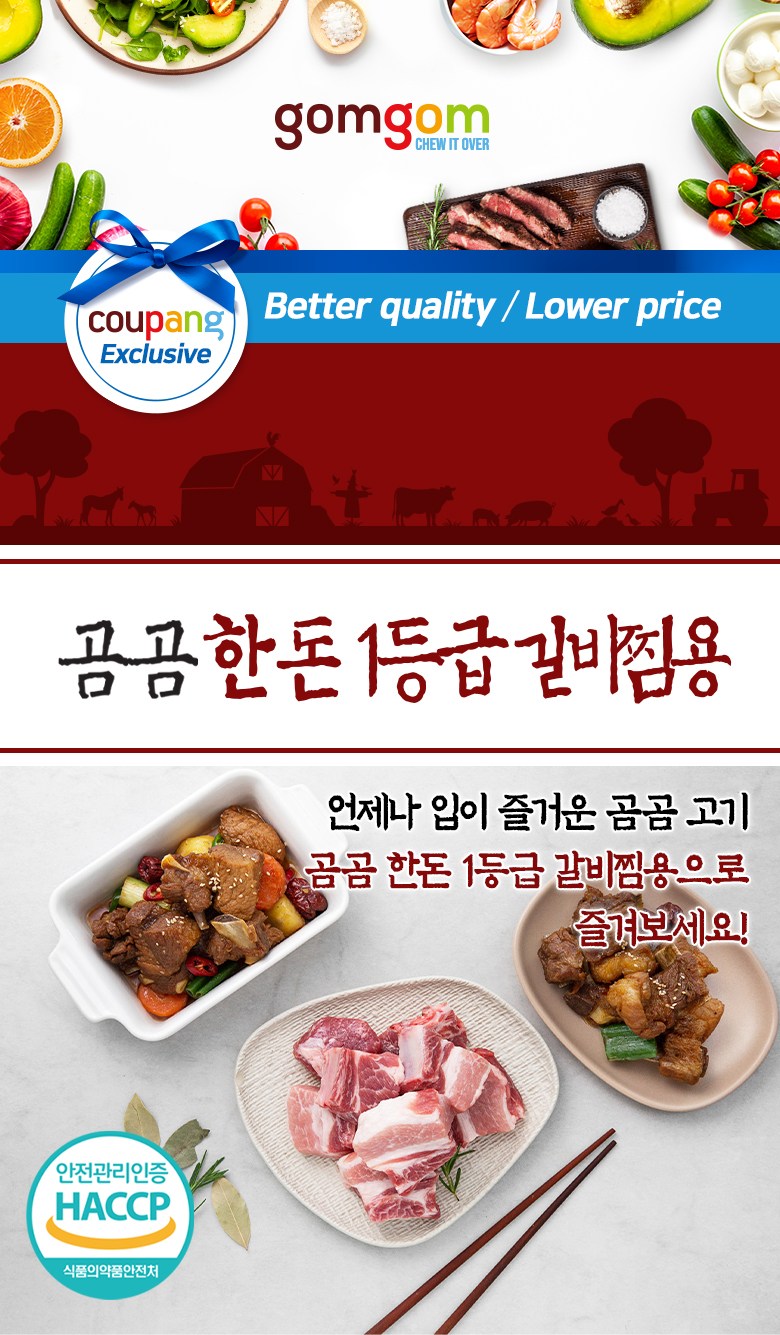 gomgom
CHEW IT OVER
coupang
Exclusive
Better quality / Lower price
곰곰 한돈 1등급 갈비찜용
언제나 입이 즐거운 곰곰 고기
곰곰 한돈 1등급 갈비찜용으로
즐겨보세요!
안전관리인증
HACCP
식품의약품안전처